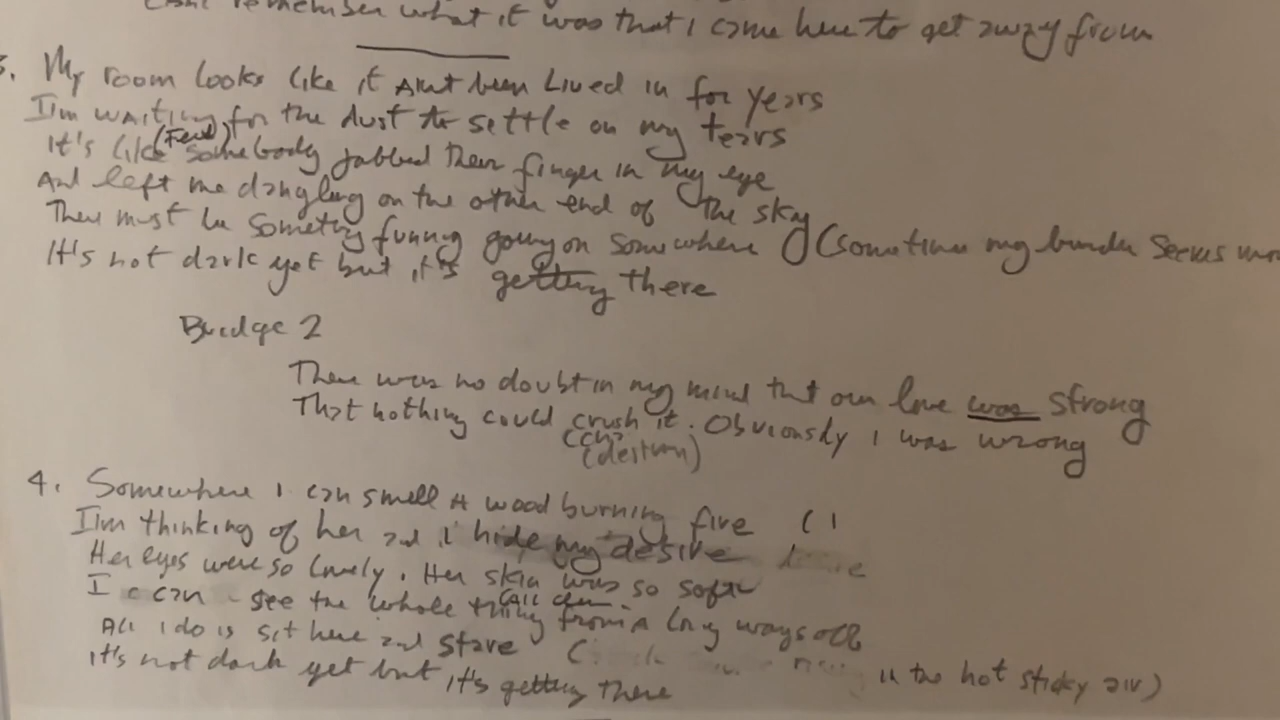 remember what it was that I came here to get away from
3. My room looks like it Aint been Lived in for years
I'm waiting for the dust to settle on my tears
(Feel)
It's like somebody jabbed their finger in my eye
And left me dangling on the other end of the sky
There must be something funny going on somewhere (sometimes my burden seems
It's not dark yet but it's getting there
Bridge 2
There was no doubt in my mind that our love was strong
That nothing could crush it. Obviously I was wrong
(destroy)
4. Somewhere I can smell A wood burning fire ( I
I'm thinking of her and I hide my desire
Her eyes were so lovely. Her skin was so soft
I can see the whole thing from A long ways off
All I do is sit here and stare (
in the hot sticky air)
It's not dark yet but it's getting there